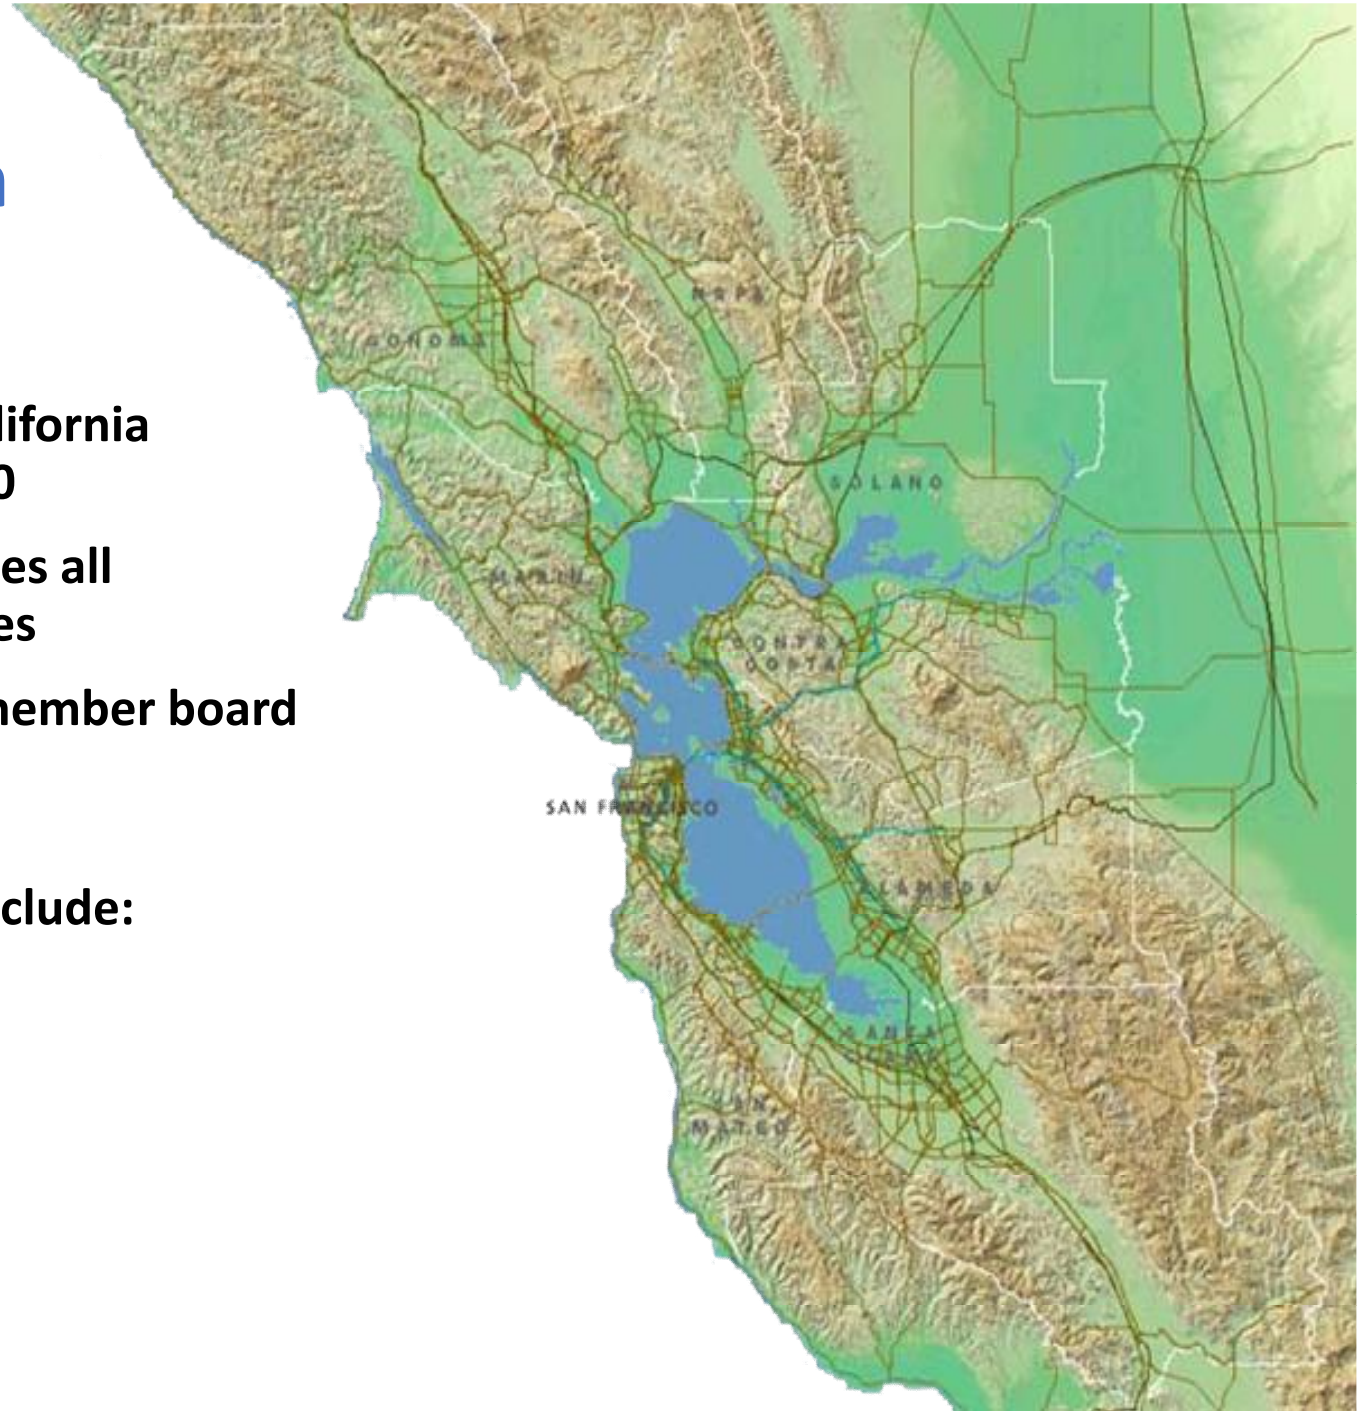 lifornia
0
es all
es
nember board
clude:
NAPA
SONOMA
SOLANO
MARIN
CONTRA
COSTA
SAN FRANCISCO
ALAMEDA
SANTA
CLARA
SAN
MATEO